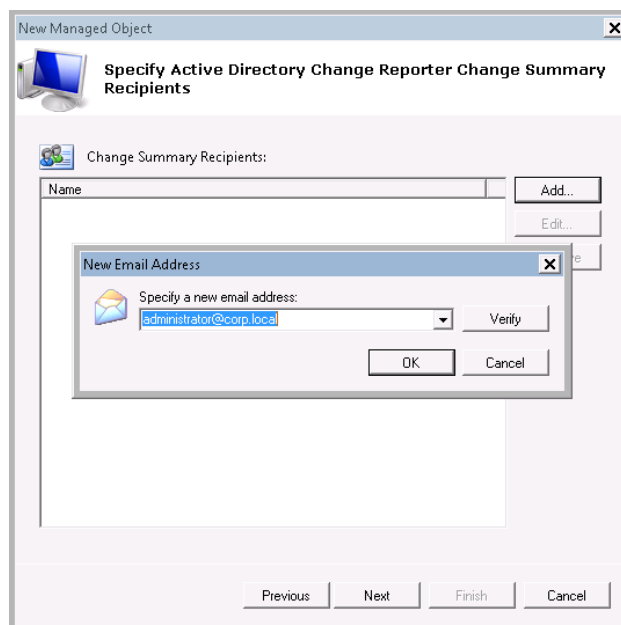 New Managed Object
Specify Active Directory Change Reporter Change Summary
Recipients
Change Summary Recipients:
Name
Add...
Edit...
New Email Address
Specify a new email address:
administrator@corp.local
Verify
OK
Cancel
Previous
Next
Finish
Cancel